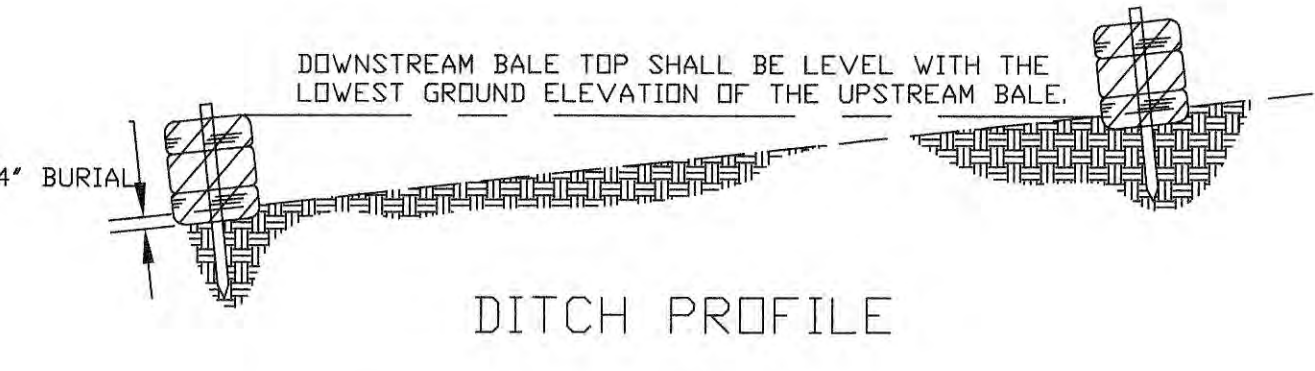 DOWNSTREAM BALE TOP SHALL BE LEVEL WITH THE
LOWEST GROUND ELEVATION OF THE UPSTREAM BALE.
4" BURIAL
DITCH PROFILE